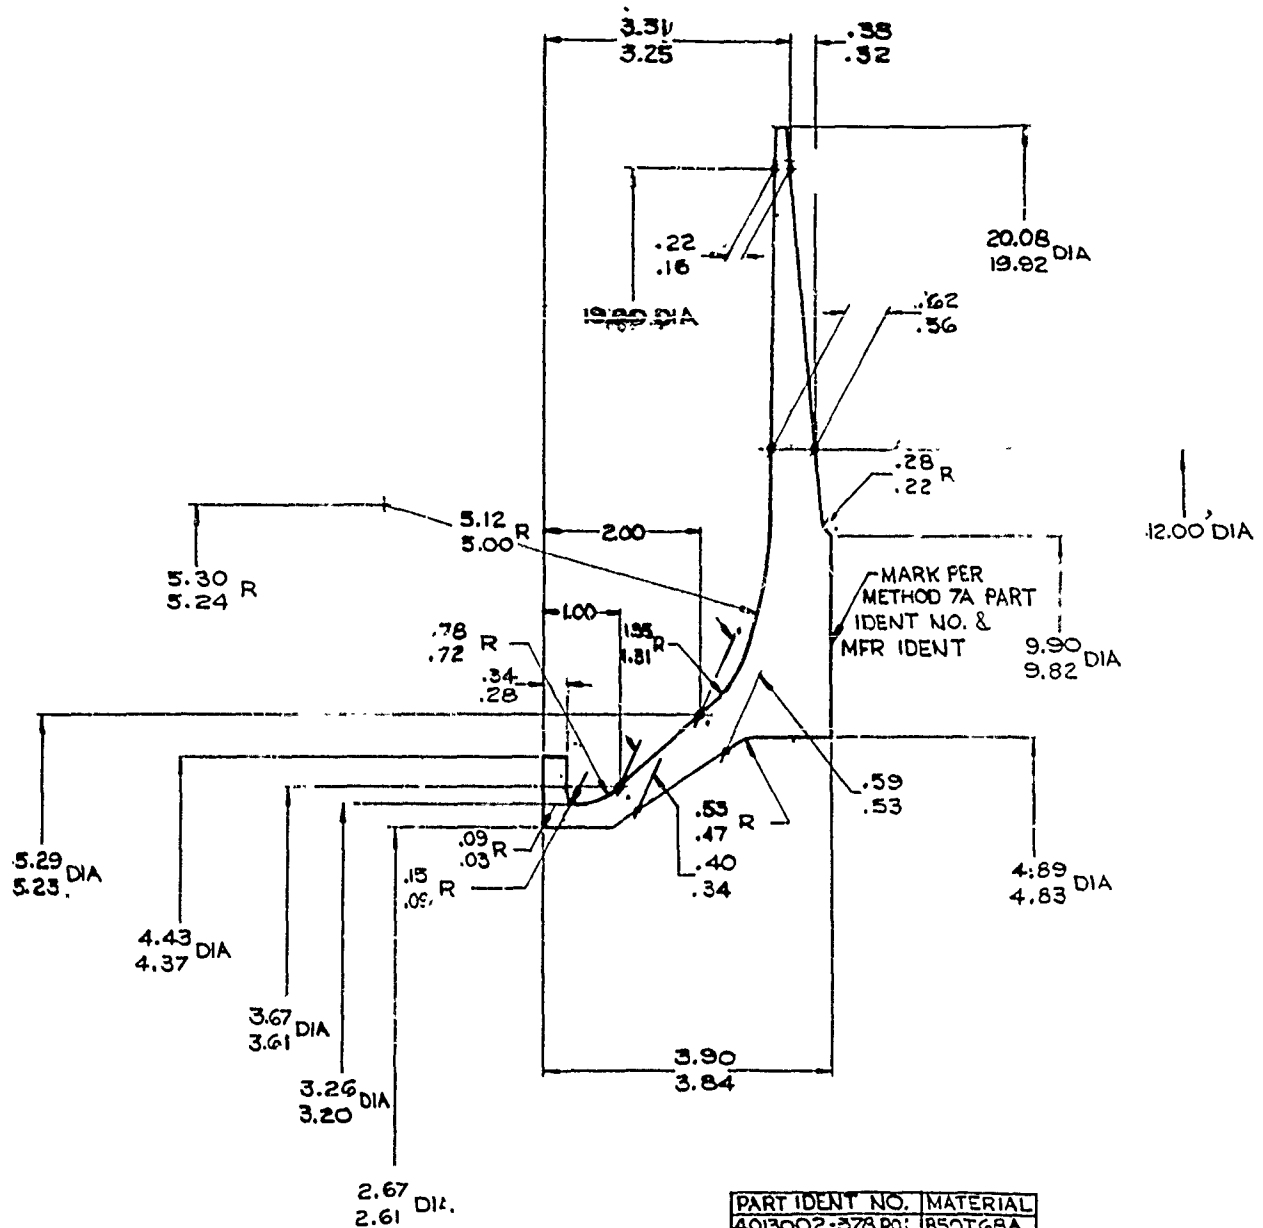 3.31
3.25
.38
.32
.22
.16
20.08 DIA
19.92
.62
.56
.28 R
.22
5.12 R
5.00
2.00
12.00 DIA
5.30 R
5.24
MARK PER
METHOD 7A PART
IDENT NO. &
MFR IDENT
1.00
.78 R
.72
R
1.31
9.90 DIA
9.82
.34
.28
.59
.53
.53 R
.47
.09 R
.03
.40
.34
.15 R
.09
5.29 DIA
5.23
4.89 DIA
4.83
4.43 DIA
4.37
3.67 DIA
3.61
3.90
3.84
3.26 DIA
3.20
2.67
2.61
PART IDENT NO. MATERIAL